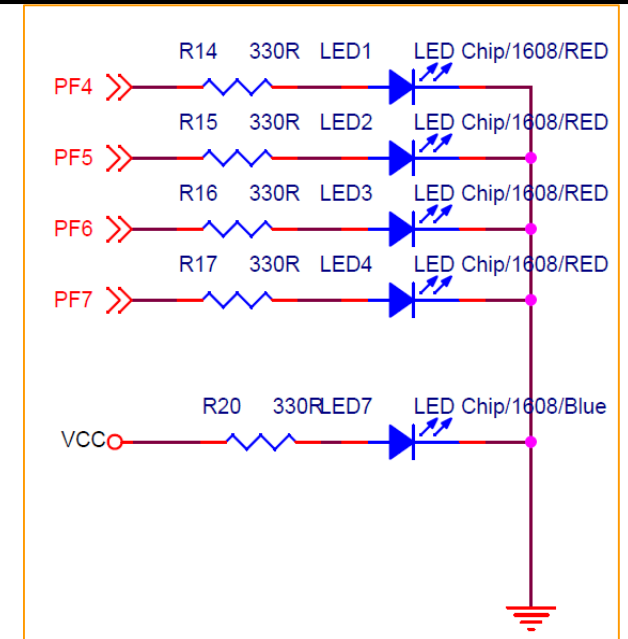 R14 330R LED1 LED Chip/1608/RED
PF4
R15 330R LED2 LED Chip/1608/RED
PF5
R16 330R LED3 LED Chip/1608/RED
PF6
R17 330R LED4 LED Chip/1608/RED
PF7
R20 330R LED7 LED Chip/1608/Blue
VCC